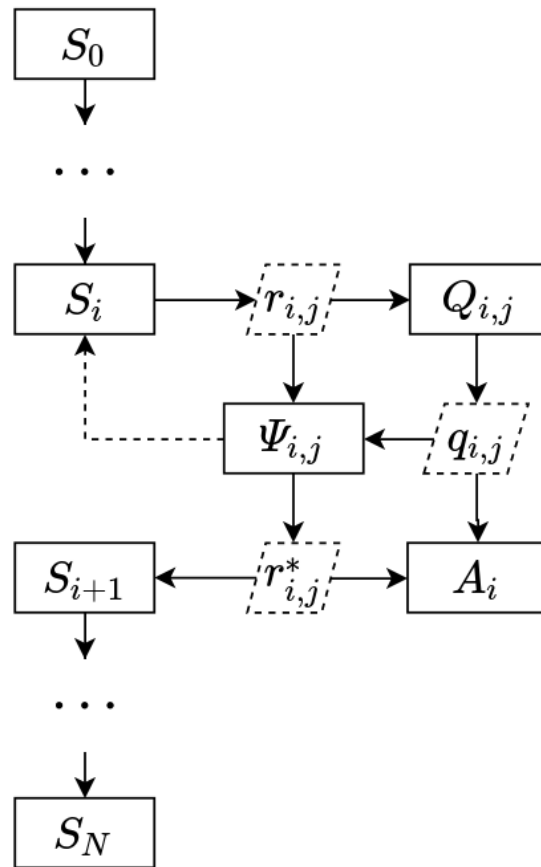 S_0
...
S_i r_{i,j} Q_{i,j}
Ψ_{i,j} q_{i,j}
S_{i+1} r^*_{i,j} A_i
...
S_N